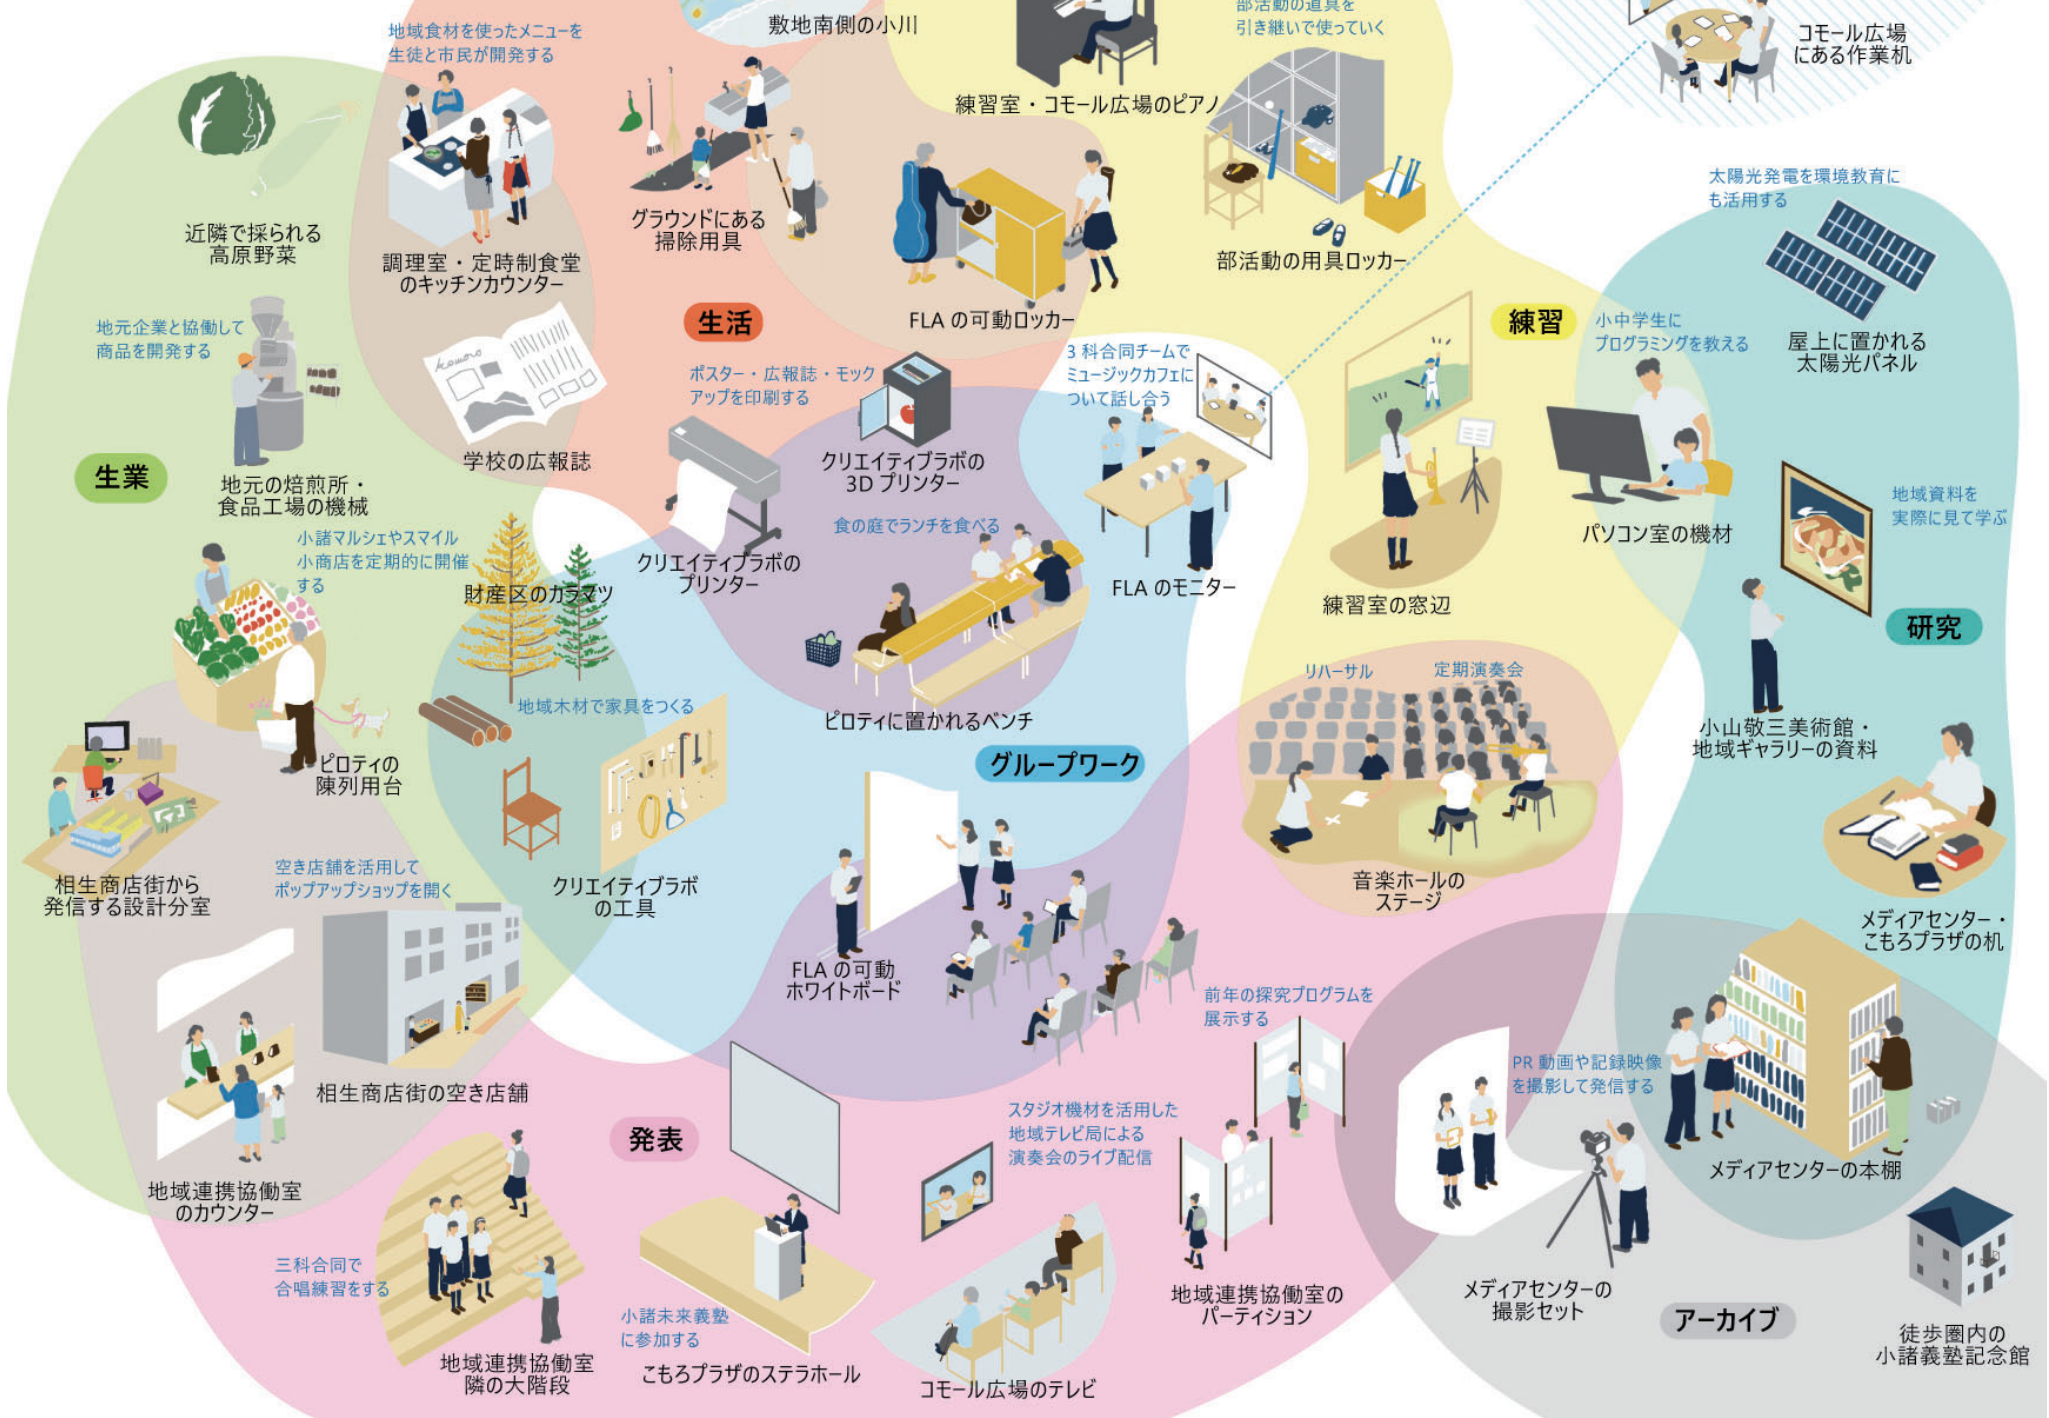 地域食材を使ったメニューを
生徒と市民が開発する
敷地南側の小川
部活動の道具を
引き継いで使っていく
コモール広場
にある作業机
練習室・コモール広場のピアノ
近隣で採られる
高原野菜
調理室・定時制食堂
のキッチンカウンター
グラウンドにある
掃除用具
FLA の可動ロッカー
部活動の用具ロッカー
太陽光発電を環境教育に
も活用する
屋上に置かれる
太陽光パネル
生活
練習
小中学生に
プログラミングを教える
地元企業と協働して
商品を開発する
komoro
学校の広報誌
ポスター・広報誌・モック
アップを印刷する
3 科合同チームで
ミュージックカフェに
ついて話し合う
生業
地元の焙煎所・
食品工場の機械
クリエイティブラボの
3D プリンター
パソコン室の機材
地域資料を
実際に見て学ぶ
小諸マルシェやスマイル
小商店を定期的に開催
する
財産区のカラマツ
クリエイティブラボの
プリンター
食の庭でランチを食べる
FLA のモニター
練習室の窓辺
研究
地域木材で家具をつくる
ピロティに置かれるベンチ
リハーサル
定期演奏会
小山敬三美術館・
地域ギャラリーの資料
ピロティの
陳列用台
グループワーク
相生商店街から
発信する設計分室
空き店舗を活用して
ポップアップショップを開く
クリエイティブラボ
の工具
音楽ホールの
ステージ
メディアセンター・
こもろプラザの机
FLA の可動
ホワイトボード
前年の探究プログラムを
展示する
相生商店街の空き店舗
発表
スタジオ機材を活用した
地域テレビ局による
演奏会のライブ配信
PR 動画や記録映像
を撮影して発信する
メディアセンターの本棚
地域連携協働室
のカウンター
三科合同で
合唱練習をする
地域連携協働室
隣の大階段
小諸未来義塾
に参加する
こもろプラザのステラホール
コモール広場のテレビ
地域連携協働室の
パーティション
メディアセンターの
撮影セット
アーカイブ
徒歩圏内の
小諸義塾記念館